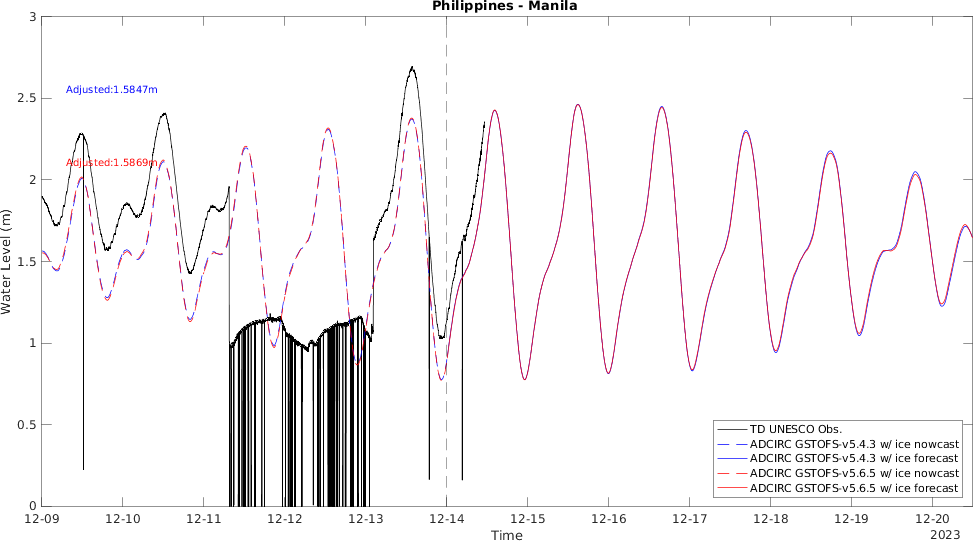 Philippines - Manila
3
2.5
2
1.5
1
0.5
0
Water Level (m)
Adjusted:1.5847m
Adjusted:1.5869m
TD UNESCO Obs.
ADCIRC GSTOFS-v5.4.3 w/ ice nowcast
ADCIRC GSTOFS-v5.4.3 w/ ice forecast
ADCIRC GSTOFS-v5.6.5 w/ ice nowcast
ADCIRC GSTOFS-v5.6.5 w/ ice forecast
12-09 12-10 12-11 12-12 12-13 12-14 12-15 12-16 12-17 12-18 12-19 12-20
2023
Time